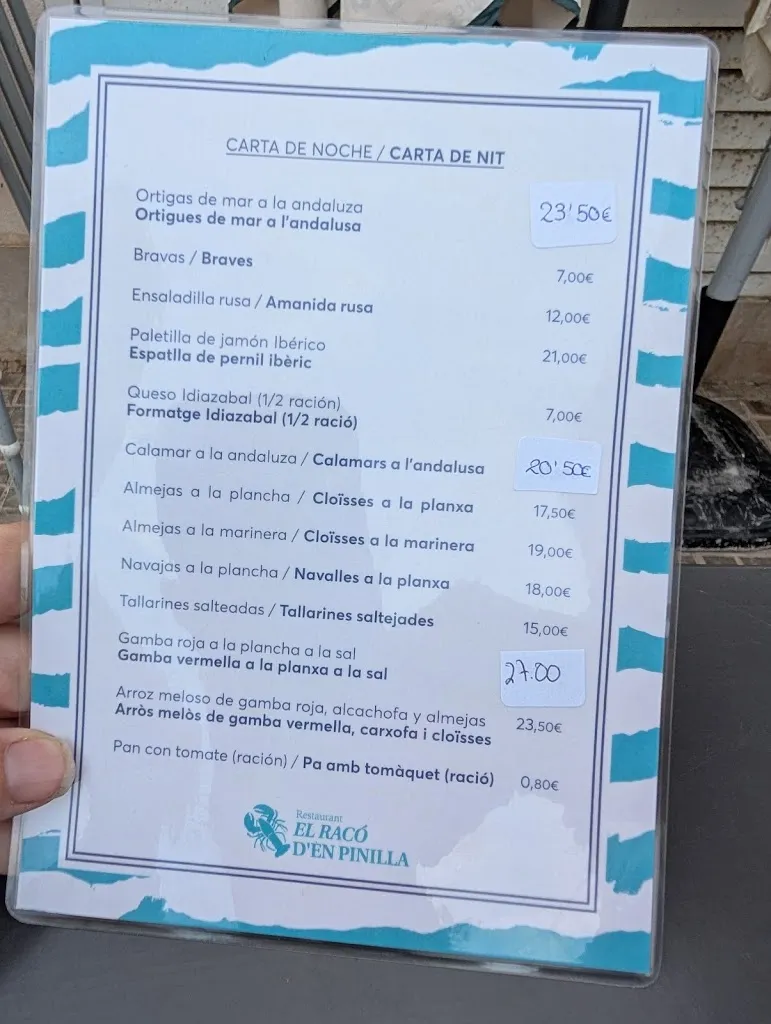 CARTA DE NOCHE / CARTA DE NIT
Ortigas de mar a la andaluza
Ortigues de mar a l'andalusa
23'50€
Bravas / Braves
7,00€
Ensaladilla rusa / Amanida rusa
12,00€
Paletilla de jamón Ibérico
Espatlla de pernil ibèric
21,00€
Queso Idiazabal (1/2 ración)
Formatge Idiazabal (1/2 ració)
7,00€
Calamar a la andaluza / Calamars a l'andalusa
20'50€
Almejas a la plancha / Cloïsses a la planxa
17,50€
Almejas a la marinera / Cloïsses a la marinera
19,00€
Navajas a la plancha / Navalles a la planxa
18,00€
Tallarines salteadas / Tallarines saltejades
15,00€
Gamba roja a la plancha a la sal
Gamba vermella a la planxa a la sal
27.00
Arroz meloso de gamba roja, alcachofa y almejas
Arròs melòs de gamba vermella, carxofa i cloïsses
23,50€
Pan con tomate (ración) / Pa amb tomàquet (ració)
0,80€
Restaurant
EL RACÓ
D'EN PINILLA